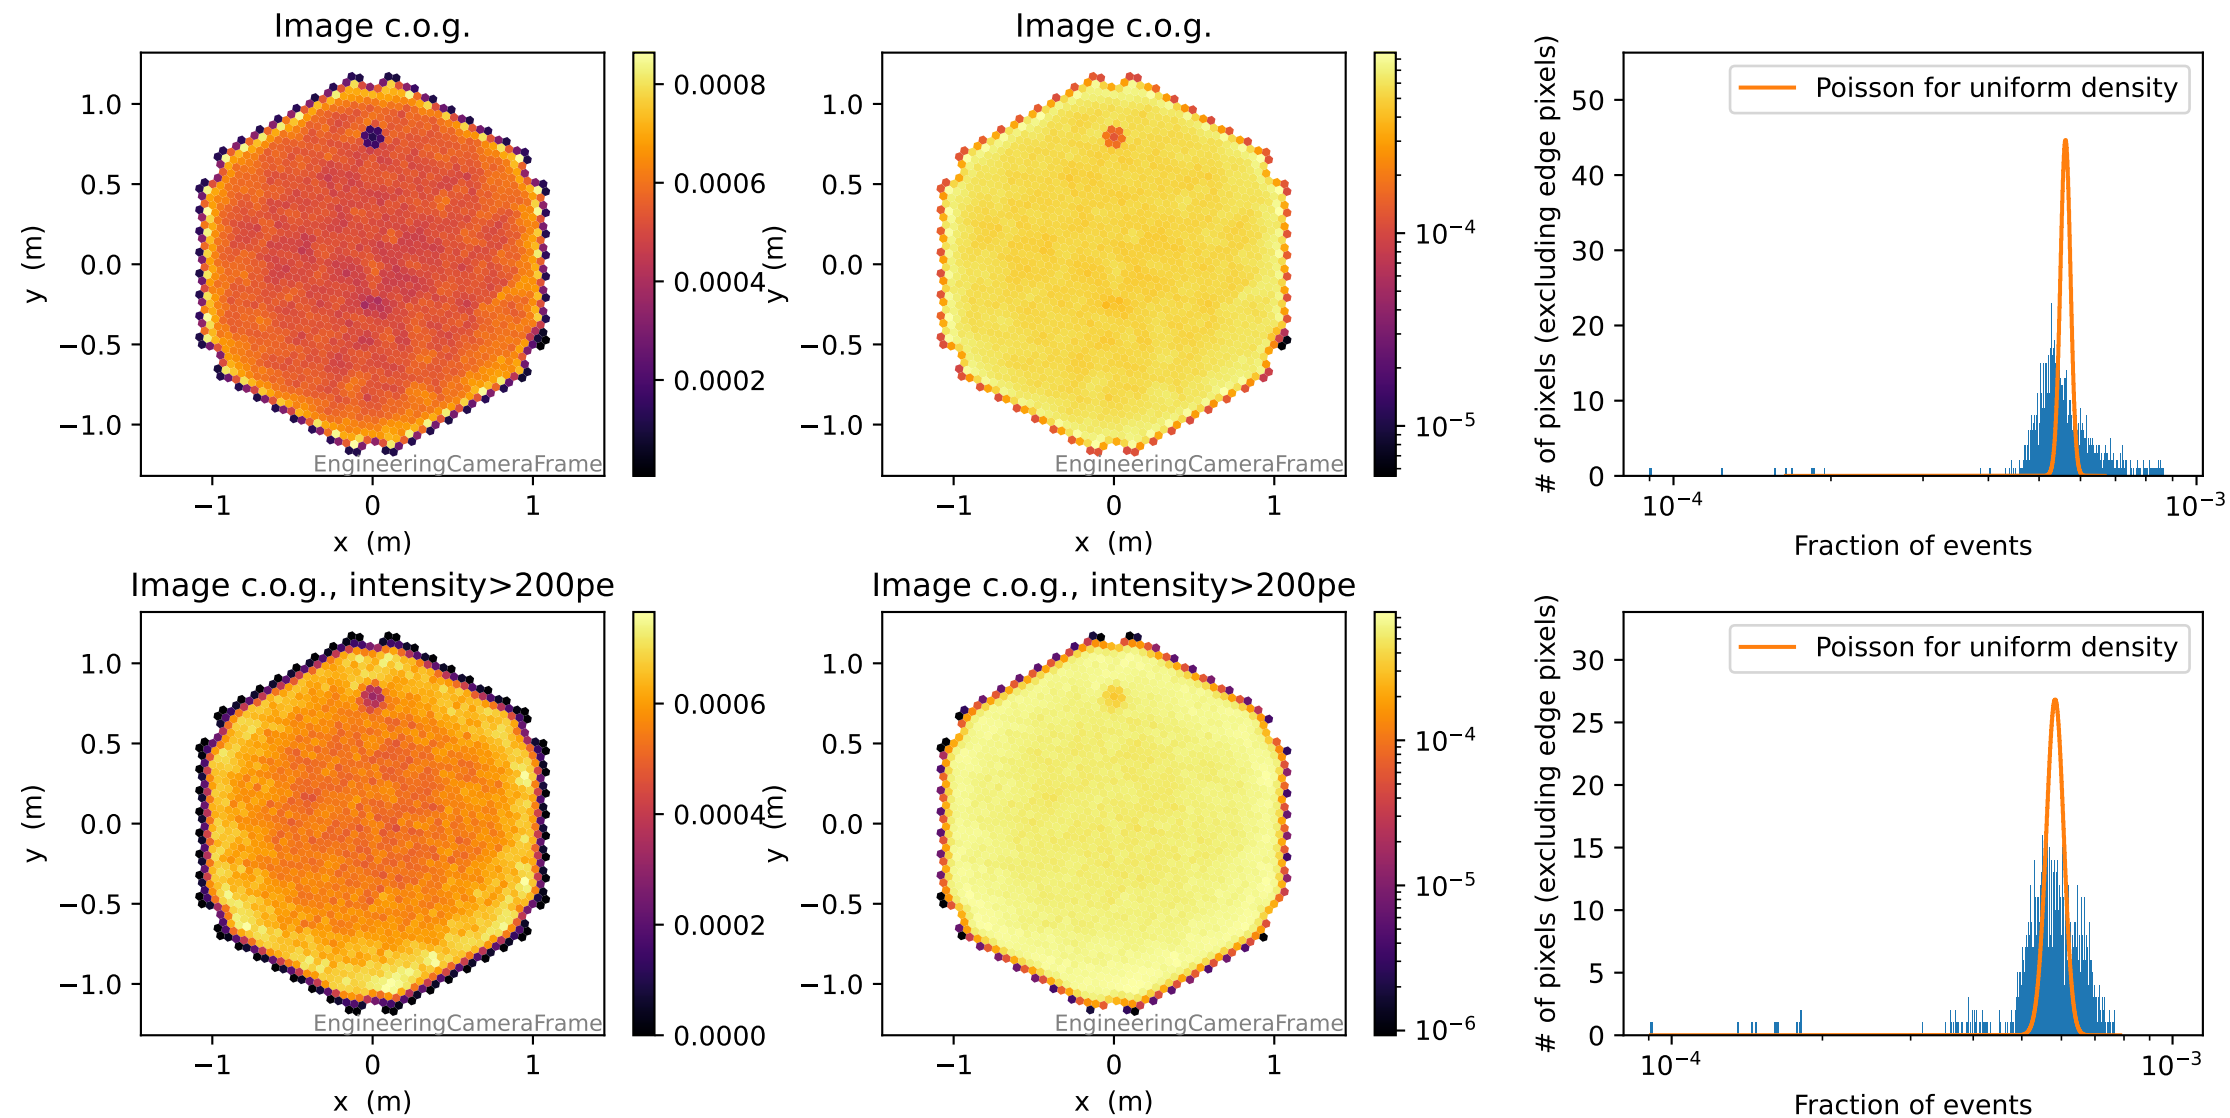 Image c.o.g.
1.0
0.5
0.0
−0.5
−1.0
y (m)
−1 0 1
x (m)
EngineeringCameraFrame
0.0008
0.0006
0.0004
0.0002
Image c.o.g.
1.0
0.5
0.0
−0.5
−1.0
y (m)
−1 0 1
x (m)
EngineeringCameraFrame
10⁻⁴
10⁻⁵
Poisson for uniform density
# of pixels (excluding edge pixels)
50
40
30
20
10
0
10⁻⁴ 10⁻³
Fraction of events
Image c.o.g., intensity>200pe
1.0
0.5
0.0
−0.5
−1.0
y (m)
−1 0 1
x (m)
EngineeringCameraFrame
0.0006
0.0004
0.0002
0.0000
Image c.o.g., intensity>200pe
1.0
0.5
0.0
−0.5
−1.0
y (m)
−1 0 1
x (m)
EngineeringCameraFrame
10⁻⁴
10⁻⁵
10⁻⁶
Poisson for uniform density
# of pixels (excluding edge pixels)
30
25
20
15
10
5
0
10⁻⁴ 10⁻³
Fraction of events